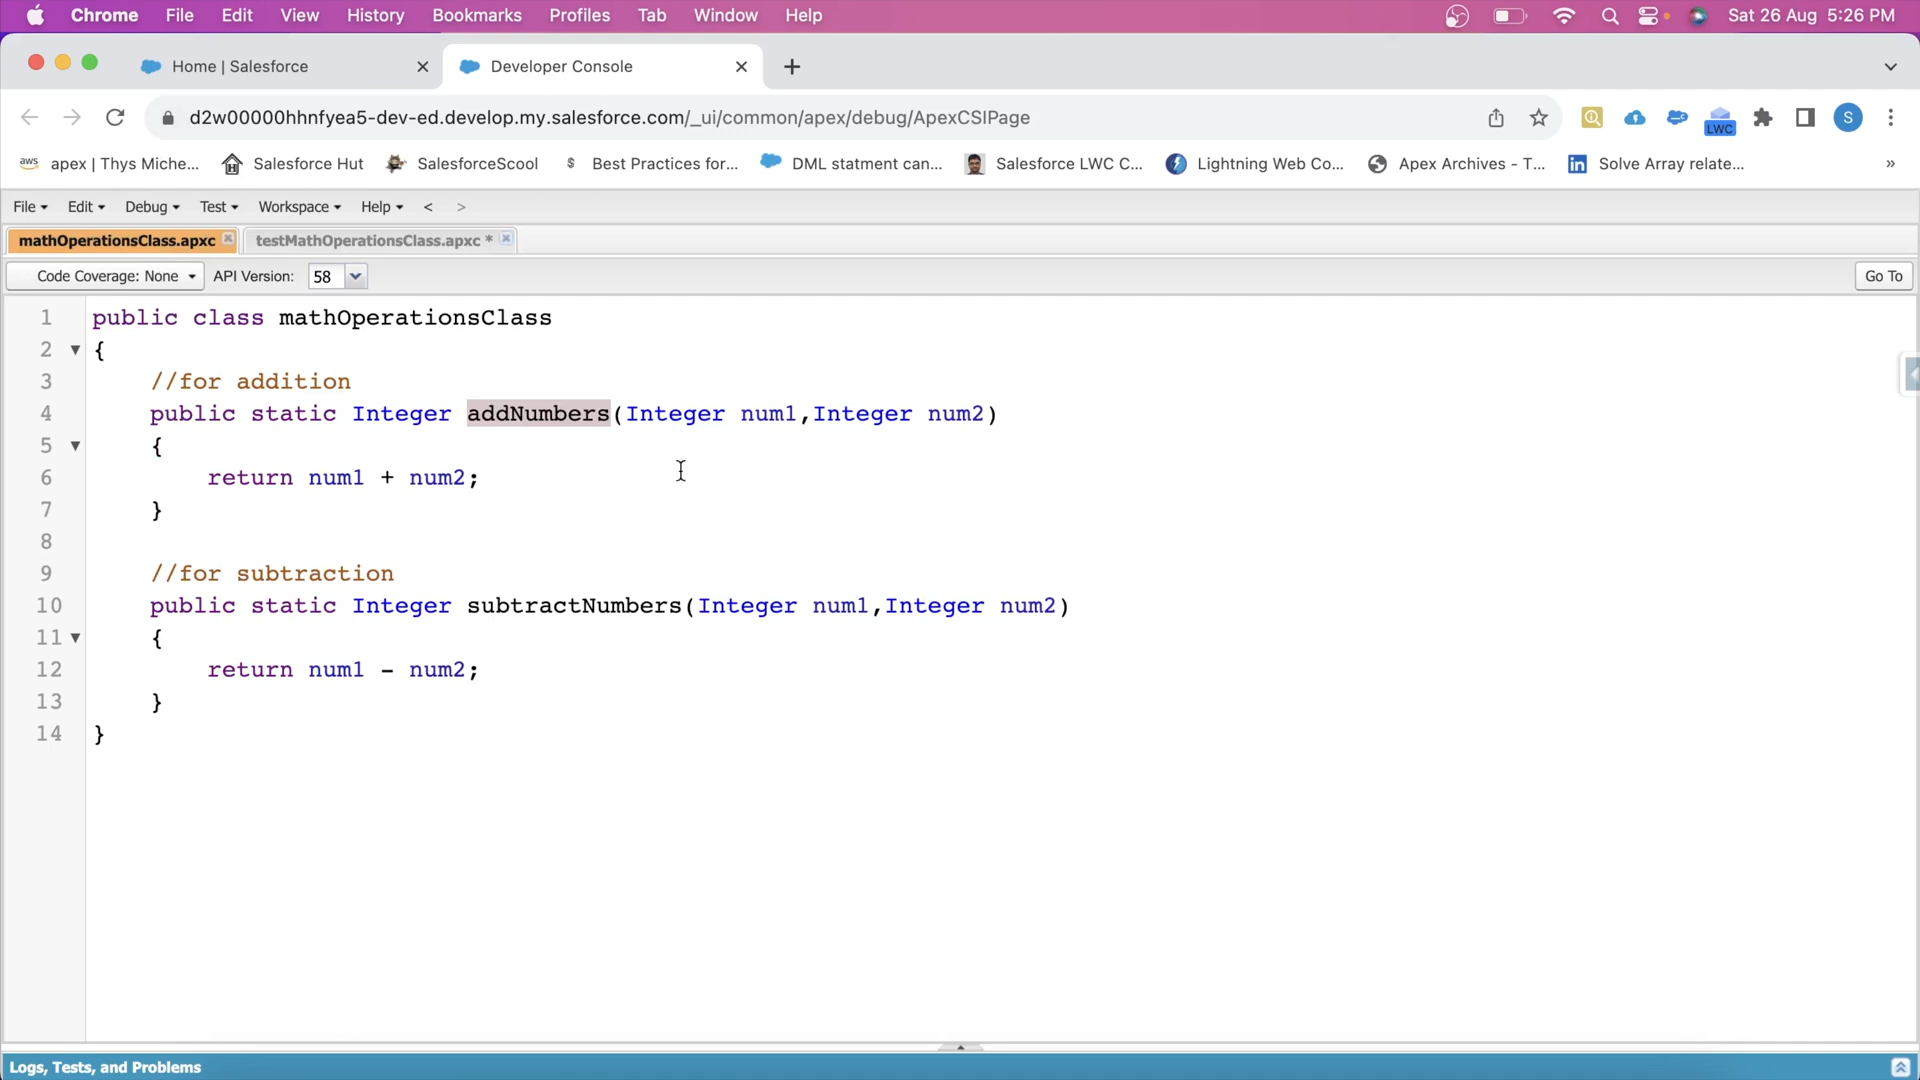 Chrome File Edit View History Bookmarks Profiles Tab Window Help Sat 26 Aug 5:26 PM
Home | Salesforce Developer Console
d2w00000hhnfyea5-dev-ed.develop.my.salesforce.com/_ui/common/apex/debug/ApexCSIPage LWC S
aws apex | Thys Miche... Salesforce Hut SalesforceScool Best Practices for... DML statment can... Salesforce LWC C... Lightning Web Co... Apex Archives - T... in Solve Array relate... »
File Edit Debug Test Workspace Help < >
mathOperationsClass.apxc testMathOperationsClass.apxc *
Code Coverage: None API Version: 58 Go To
1 public class mathOperationsClass
2 {
3 //for addition
4 public static Integer addNumbers(Integer num1,Integer num2)
5 {
6 return num1 + num2;
7 }
8
9 //for subtraction
10 public static Integer subtractNumbers(Integer num1,Integer num2)
11 {
12 return num1 - num2;
13 }
14 }
Logs, Tests, and Problems